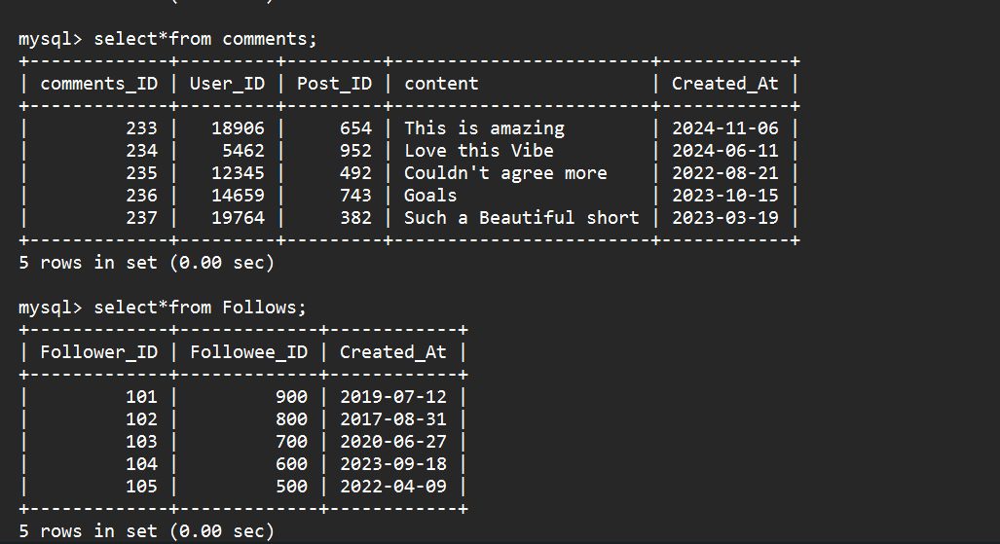 mysql> select*from comments;
+-------------+---------+---------+------------------------+------------+
| comments_ID | User_ID | Post_ID | content                | Created_At |
+-------------+---------+---------+------------------------+------------+
|         233 |   18906 |     654 | This is amazing        | 2024-11-06 |
|         234 |    5462 |     952 | Love this Vibe         | 2024-06-11 |
|         235 |   12345 |     492 | Couldn't agree more    | 2022-08-21 |
|         236 |   14659 |     743 | Goals                  | 2023-10-15 |
|         237 |   19764 |     382 | Such a Beautiful short | 2023-03-19 |
+-------------+---------+---------+------------------------+------------+
5 rows in set (0.00 sec)
mysql> select*from Follows;
+-------------+-------------+------------+
| Follower_ID | Followee_ID | Created_At |
+-------------+-------------+------------+
|         101 |         900 | 2019-07-12 |
|         102 |         800 | 2017-08-31 |
|         103 |         700 | 2020-06-27 |
|         104 |         600 | 2023-09-18 |
|         105 |         500 | 2022-04-09 |
+-------------+-------------+------------+
5 rows in set (0.00 sec)